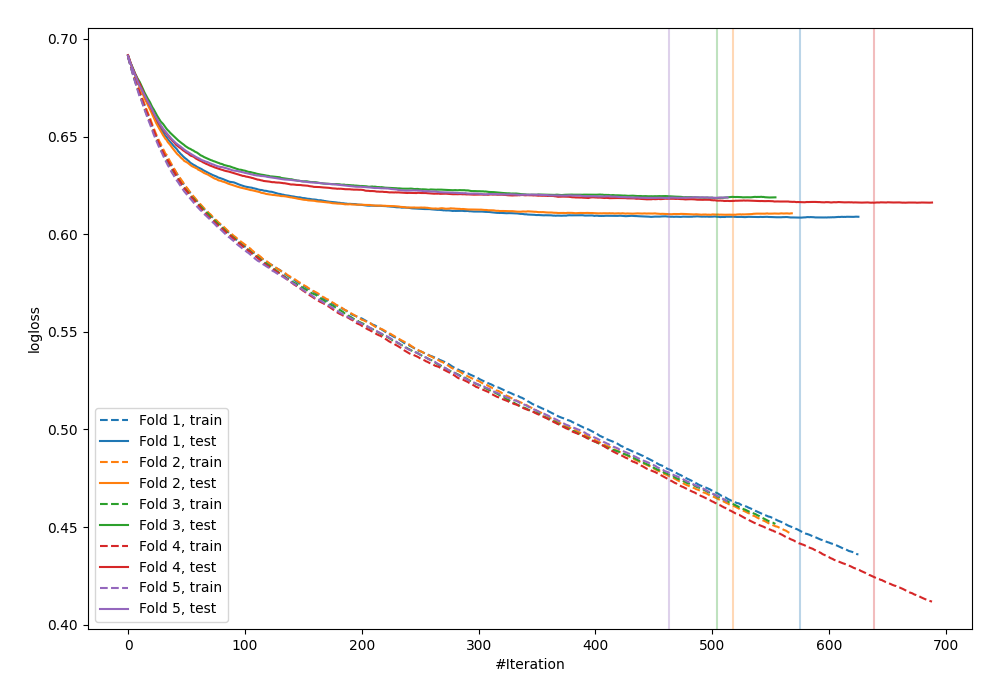 0.70
0.65
0.60
0.55
0.50
0.45
0.40
logloss
0
100
200
300
400
500
600
700
#Iteration
Fold 1, train
Fold 1, test
Fold 2, train
Fold 2, test
Fold 3, train
Fold 3, test
Fold 4, train
Fold 4, test
Fold 5, train
Fold 5, test